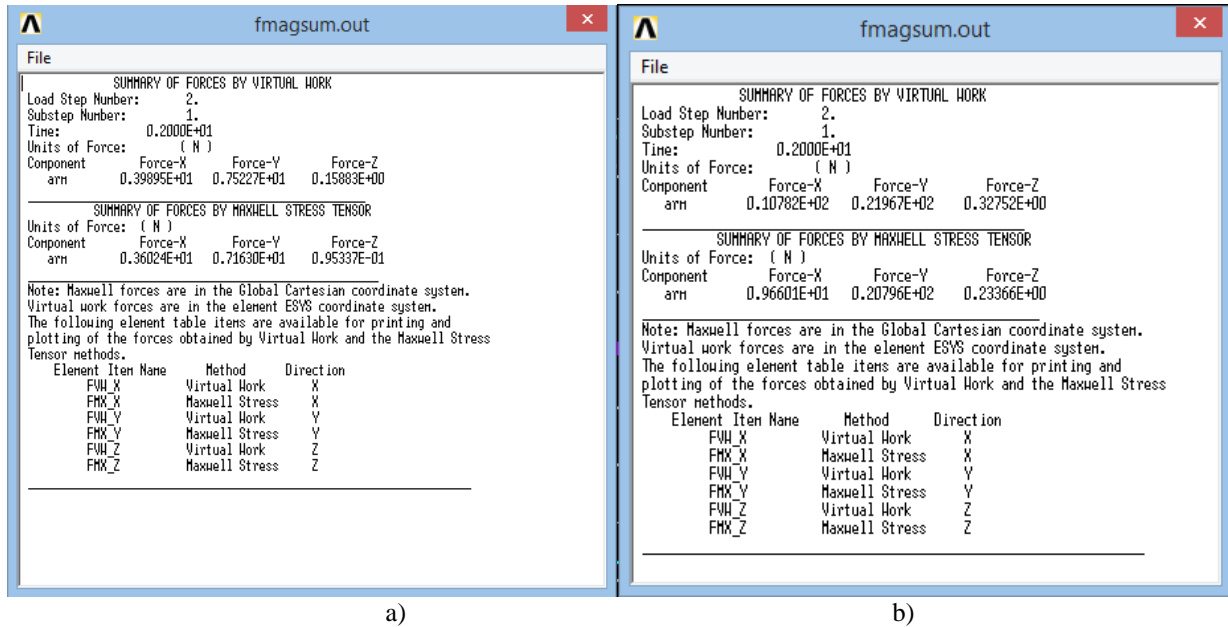 fmagsum.out
File
SUMMARY OF FORCES BY VIRTUAL WORK
Load Step Number: 2.
Substep Number: 1.
Time: 0.2000E+01
Units of Force: ( N )
Component Force-X Force-Y Force-Z
arm 0.39895E+01 0.75227E+01 0.15883E+00
SUMMARY OF FORCES BY MAXWELL STRESS TENSOR
Units of Force: ( N )
Component Force-X Force-Y Force-Z
arm 0.36024E+01 0.71630E+01 0.95337E-01
Note: Maxwell forces are in the Global Cartesian coordinate system.
Virtual work forces are in the element ESYS coordinate system.
The following element table items are available for printing and
plotting of the forces obtained by Virtual Work and the Maxwell Stress
Tensor methods.
Element Item Name Method Direction
FVW_X Virtual Work X
FMX_X Maxwell Stress X
FVW_Y Virtual Work Y
FMX_Y Maxwell Stress Y
FVW_Z Virtual Work Z
FMX_Z Maxwell Stress Z
a)
fmagsum.out
File
SUMMARY OF FORCES BY VIRTUAL WORK
Load Step Number: 2.
Substep Number: 1.
Time: 0.2000E+01
Units of Force: ( N )
Component Force-X Force-Y Force-Z
arm 0.10782E+02 0.21967E+02 0.32752E+00
SUMMARY OF FORCES BY MAXWELL STRESS TENSOR
Units of Force: ( N )
Component Force-X Force-Y Force-Z
arm 0.96601E+01 0.20796E+02 0.23366E+00
Note: Maxwell forces are in the Global Cartesian coordinate system.
Virtual work forces are in the element ESYS coordinate system.
The following element table items are available for printing and
plotting of the forces obtained by Virtual Work and the Maxwell Stress
Tensor methods.
Element Item Name Method Direction
FVW_X Virtual Work X
FMX_X Maxwell Stress X
FVW_Y Virtual Work Y
FMX_Y Maxwell Stress Y
FVW_Z Virtual Work Z
FMX_Z Maxwell Stress Z
b)